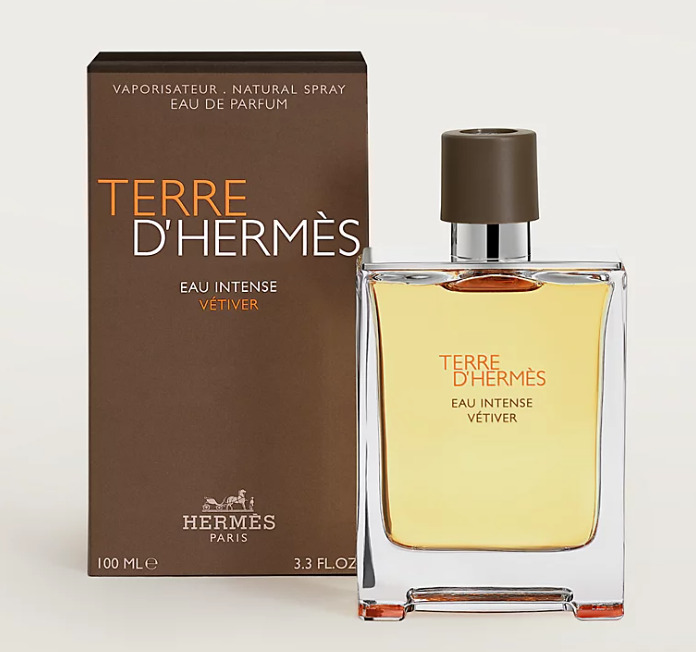 VAPORISATEUR . NATURAL SPRAY
EAU DE PARFUM
TERRE
D'HERMÈS
EAU INTENSE
VÉTIVER
HERMÈS
PARIS
100 ML ℮
3.3 FL.OZ
TERRE
D'HERMÈS
EAU INTENSE
VÉTIVER